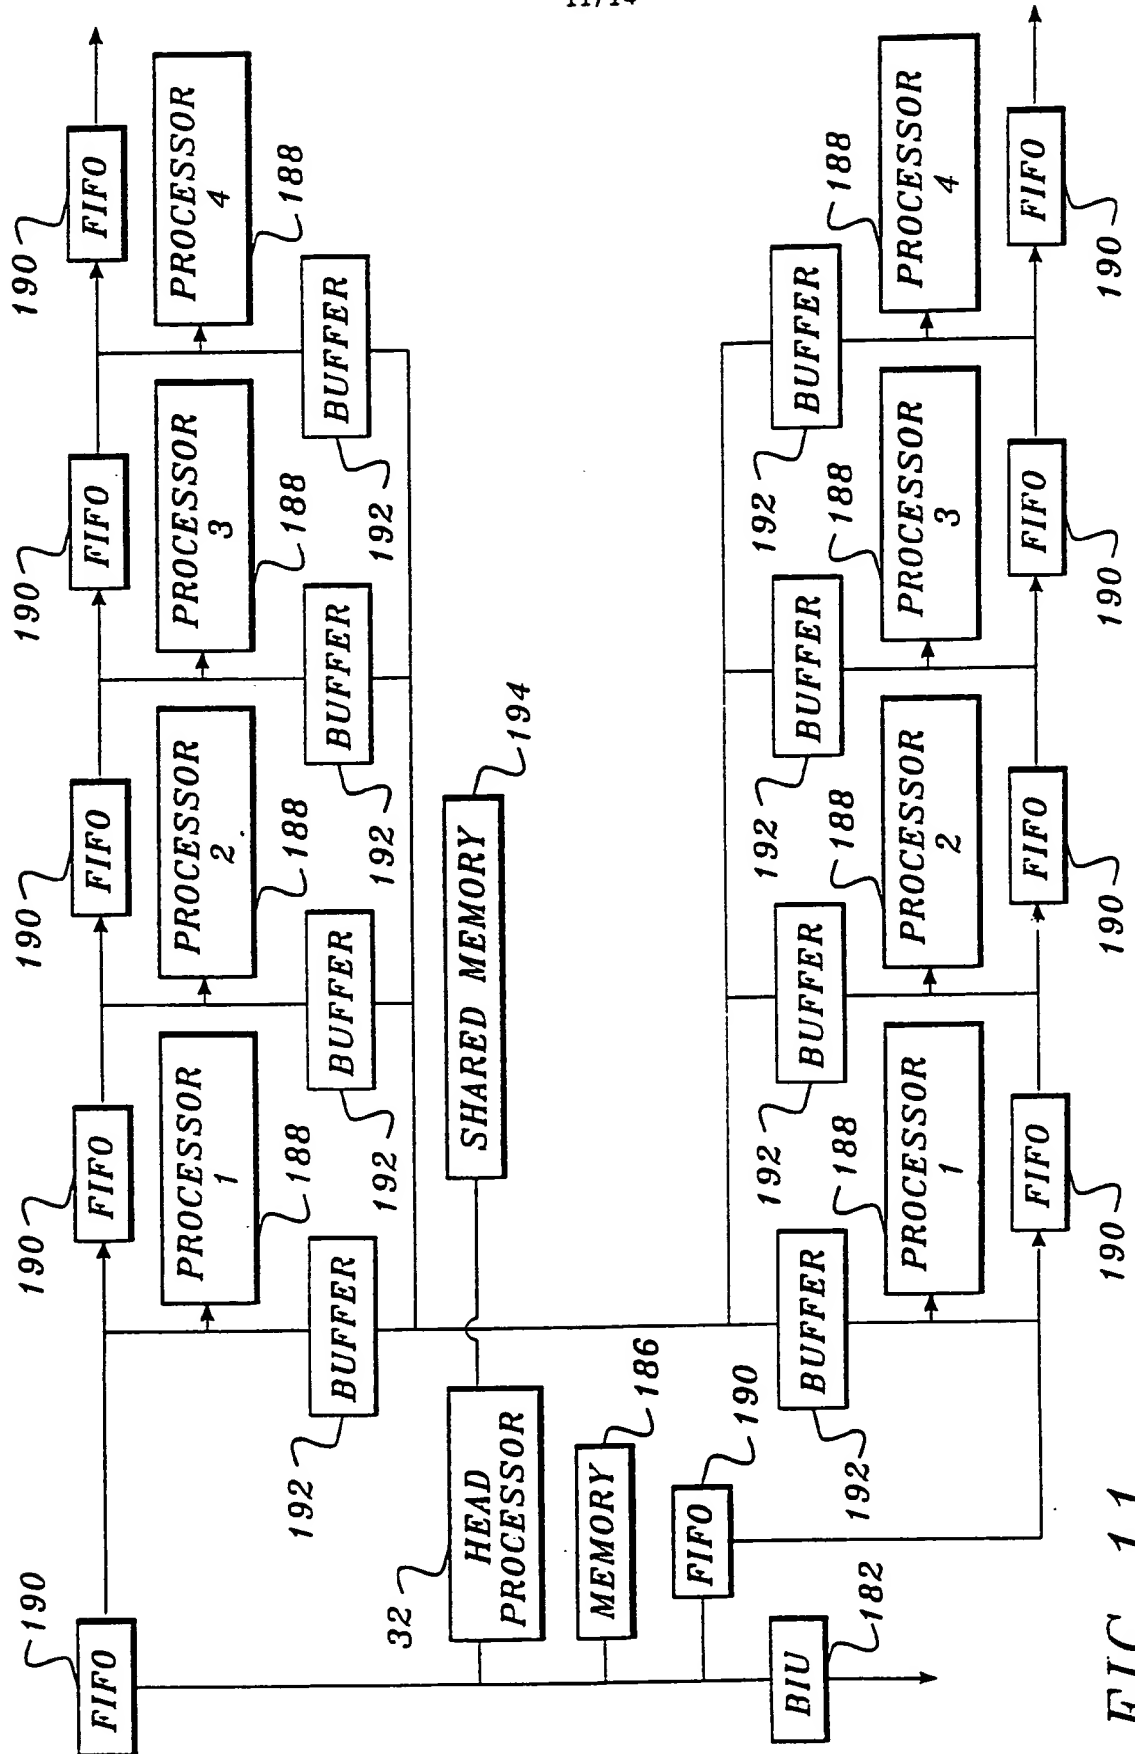 11/14
190
190
190
190
190
FIFO
FIFO
FIFO
FIFO
FIFO
PROCESSOR
1
PROCESSOR
2
PROCESSOR
3
PROCESSOR
4
188
188
188
188
192
BUFFER
BUFFER
BUFFER
BUFFER
192
192
192
32
HEAD
PROCESSOR
SHARED MEMORY
194
MEMORY
186
FIFO
190
192
192
192
BIU
BUFFER
BUFFER
BUFFER
BUFFER
182
192
188
188
188
188
PROCESSOR
1
PROCESSOR
2
PROCESSOR
3
PROCESSOR
4
FIFO
FIFO
FIFO
FIFO
190
190
190
190
FIG. 11